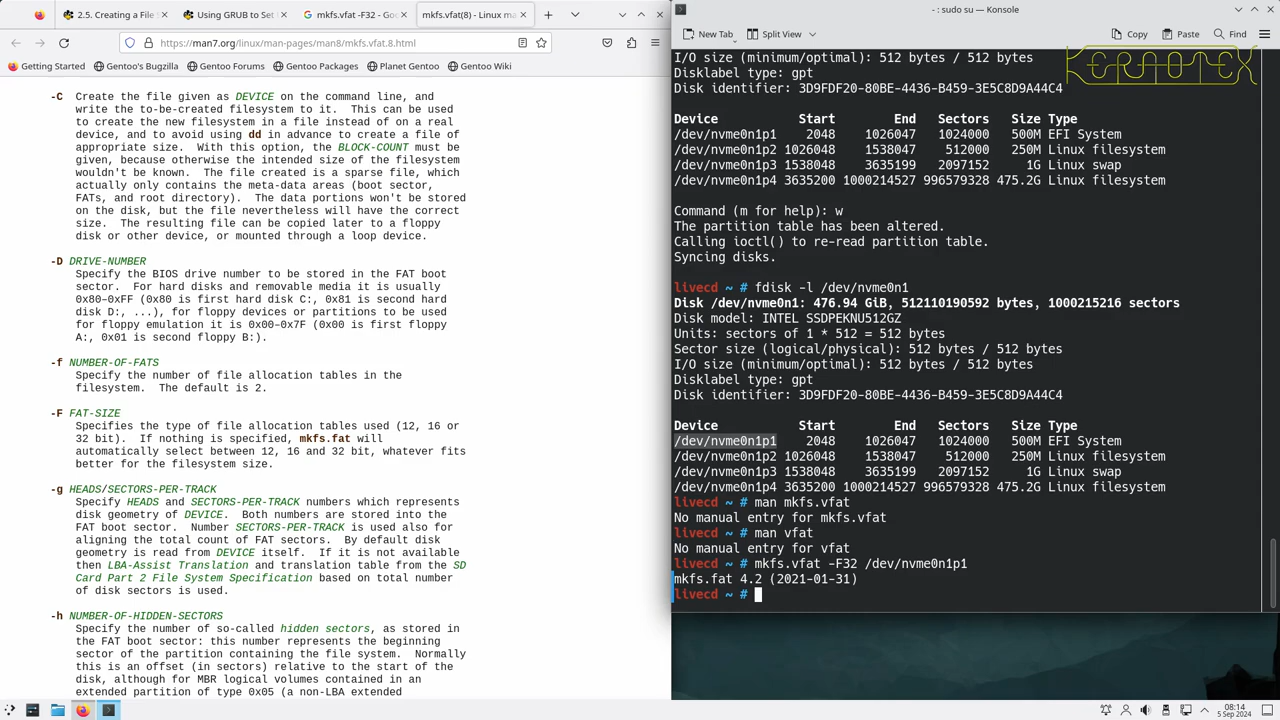 2.5. Creating a File S
Using GRUB to Set
mkfs.vfat -F32 - Goo
mkfs.vfat(8) - Linux ma
https://man7.org/linux/man-pages/man8/mkfs.vfat.8.html
Getting Started
Gentoo's Bugzilla
Gentoo Forums
Gentoo Packages
Planet Gentoo
Gentoo Wiki
-C Create the file given as DEVICE on the command line, and
write the to-be-created filesystem to it. This can be used
to create the new filesystem in a file instead of on a real
device, and to avoid using dd in advance to create a file of
appropriate size. With this option, the BLOCK-COUNT must be
given, because otherwise the intended size of the filesystem
wouldn't be known. The file created is a sparse file, which
actually only contains the meta-data areas (boot sector,
FATs, and root directory). The data portions won't be stored
on the disk, but the file nevertheless will have the correct
size. The resulting file can be copied later to a floppy
disk or other device, or mounted through a loop device.
-D DRIVE-NUMBER
Specify the BIOS drive number to be stored in the FAT boot
sector. For hard disks and removable media it is usually
0x80–0xFF (0x80 is first hard disk C:, 0x81 is second hard
disk D:, ...), for floppy devices or partitions to be used
for floppy emulation it is 0x00–0x7F (0x00 is first floppy
A:, 0x01 is second floppy B:).
-f NUMBER-OF-FATS
Specify the number of file allocation tables in the
filesystem. The default is 2.
-F FAT-SIZE
Specifies the type of file allocation tables used (12, 16 or
32 bit). If nothing is specified, mkfs.fat will
automatically select between 12, 16 and 32 bit, whatever fits
better for the filesystem size.
-g HEADS/SECTORS-PER-TRACK
Specify HEADS and SECTORS-PER-TRACK numbers which represents
disk geometry of DEVICE. Both numbers are stored into the
FAT boot sector. Number SECTORS-PER-TRACK is used also for
aligning the total count of FAT sectors. By default disk
geometry is read from DEVICE itself. If it is not available
then LBA-Assist Translation and translation table from the SD
Card Part 2 File System Specification based on total number
of disk sectors is used.
-h NUMBER-OF-HIDDEN-SECTORS
Specify the number of so-called hidden sectors, as stored in
the FAT boot sector: this number represents the beginning
sector of the partition containing the file system. Normally
this is an offset (in sectors) relative to the start of the
disk, although for MBR logical volumes contained in an
extended partition of type 0x05 (a non-LBA extended
- : sudo su — Konsole
New Tab
Split View
Copy
Paste
Find
KERNOTEX
I/O size (minimum/optimal): 512 bytes / 512 bytes
Disklabel type: gpt
Disk identifier: 3D9FDF20-80BE-4436-B459-3E5C8D9A44C4
Device Start End Sectors Size Type
/dev/nvme0n1p1 2048 1026047 1024000 500M EFI System
/dev/nvme0n1p2 1026048 1538047 512000 250M Linux filesystem
/dev/nvme0n1p3 1538048 3635199 2097152 1G Linux swap
/dev/nvme0n1p4 3635200 1000214527 996579328 475.2G Linux filesystem
Command (m for help): w
The partition table has been altered.
Calling ioctl() to re-read partition table.
Syncing disks.
livecd ~ # fdisk -l /dev/nvme0n1
Disk /dev/nvme0n1: 476.94 GiB, 512110190592 bytes, 1000215216 sectors
Disk model: INTEL SSDPEKNU512GZ
Units: sectors of 1 * 512 = 512 bytes
Sector size (logical/physical): 512 bytes / 512 bytes
I/O size (minimum/optimal): 512 bytes / 512 bytes
Disklabel type: gpt
Disk identifier: 3D9FDF20-80BE-4436-B459-3E5C8D9A44C4
Device Start End Sectors Size Type
/dev/nvme0n1p1 2048 1026047 1024000 500M EFI System
/dev/nvme0n1p2 1026048 1538047 512000 250M Linux filesystem
/dev/nvme0n1p3 1538048 3635199 2097152 1G Linux swap
/dev/nvme0n1p4 3635200 1000214527 996579328 475.2G Linux filesystem
livecd ~ # man mkfs.vfat
No manual entry for mkfs.vfat
livecd ~ # man vfat
No manual entry for vfat
livecd ~ # mkfs.vfat -F32 /dev/nvme0n1p1
mkfs.fat 4.2 (2021-01-31)
livecd ~ #
08:14
5 Sep 2024